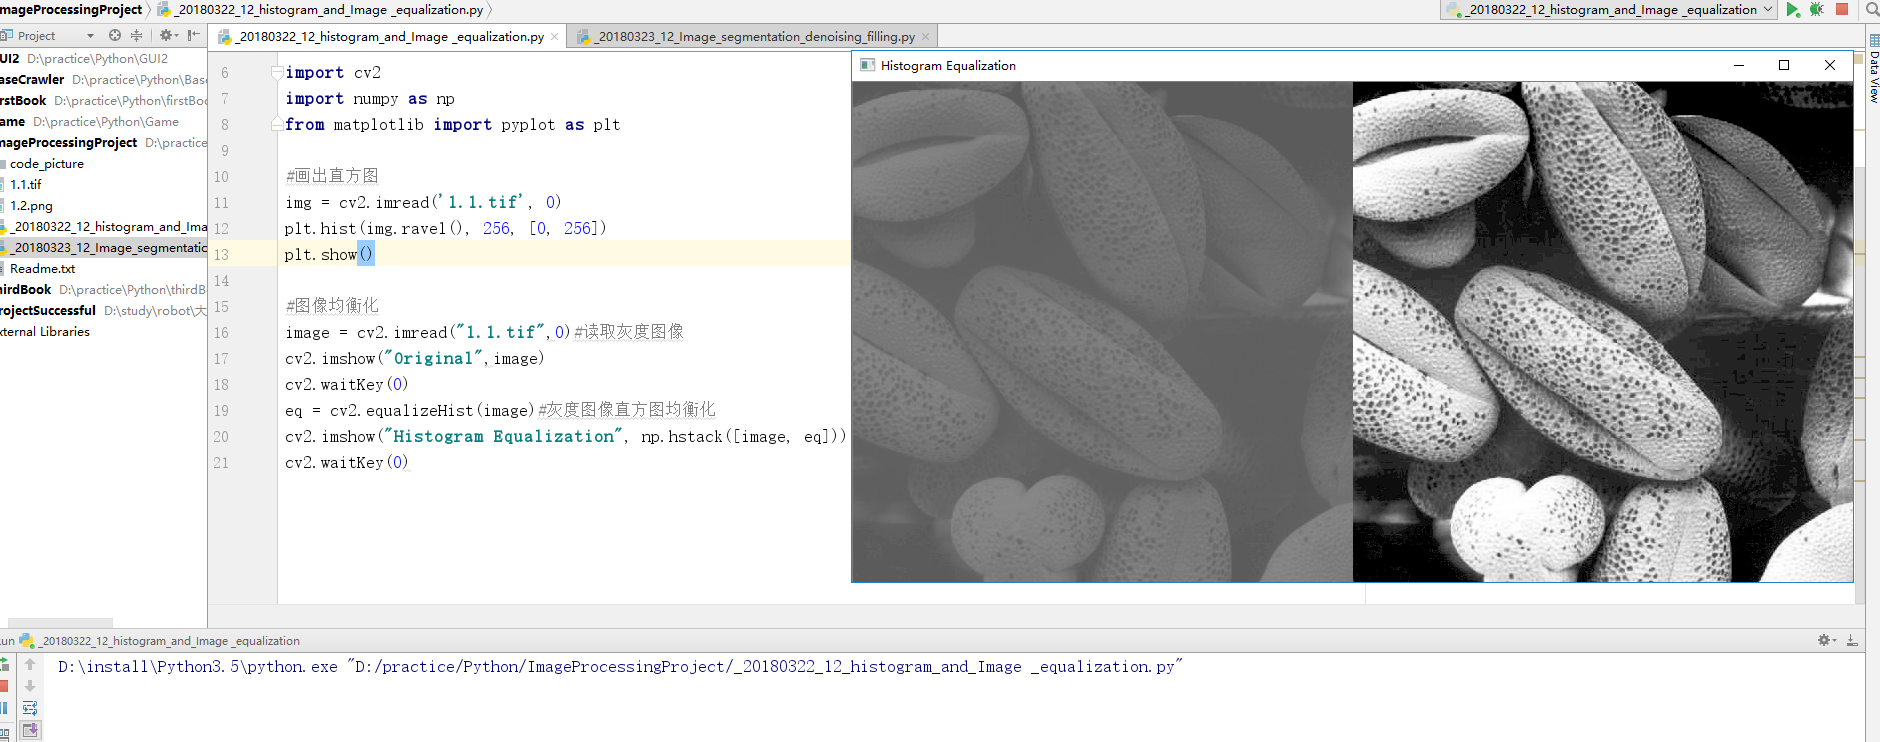 mageProcessingProject _20180322_12_histogram_and_Image _equalization.py
_20180322_12_histogram_and_Image _equalization
Project
_20180322_12_histogram_and_Image _equalization.py
_20180323_12_Image_segmentation_denoising_filling.py
UI2 D:\practice\Python\GUI2
aseCrawler D:\practice\Python\Base
rstBook D:\practice\Python\firstBoo
ame D:\practice\Python\Game
mageProcessingProject D:\practice
code_picture
1.1.tif
1.2.png
_20180322_12_histogram_and_Ima
_20180323_12_Image_segmentatic
Readme.txt
hirdBook D:\practice\Python\thirdB
rojectSuccessful D:\study\robot\大
xternal Libraries
6 import cv2
7 import numpy as np
8 from matplotlib import pyplot as plt
9
10 #画出直方图
11 img = cv2.imread('1.1.tif', 0)
12 plt.hist(img.ravel(), 256, [0, 256])
13 plt.show()
14
15 #图像均衡化
16 image = cv2.imread("1.1.tif",0)#读取灰度图像
17 cv2.imshow("Original",image)
18 cv2.waitKey(0)
19 eq = cv2.equalizeHist(image)#灰度图像直方图均衡化
20 cv2.imshow("Histogram Equalization", np.hstack([image, eq]))
21 cv2.waitKey(0)
Histogram Equalization
Data View
un _20180322_12_histogram_and_Image _equalization
D:\install\Python3.5\python.exe "D:/practice/Python/ImageProcessingProject/_20180322_12_histogram_and_Image _equalization.py"